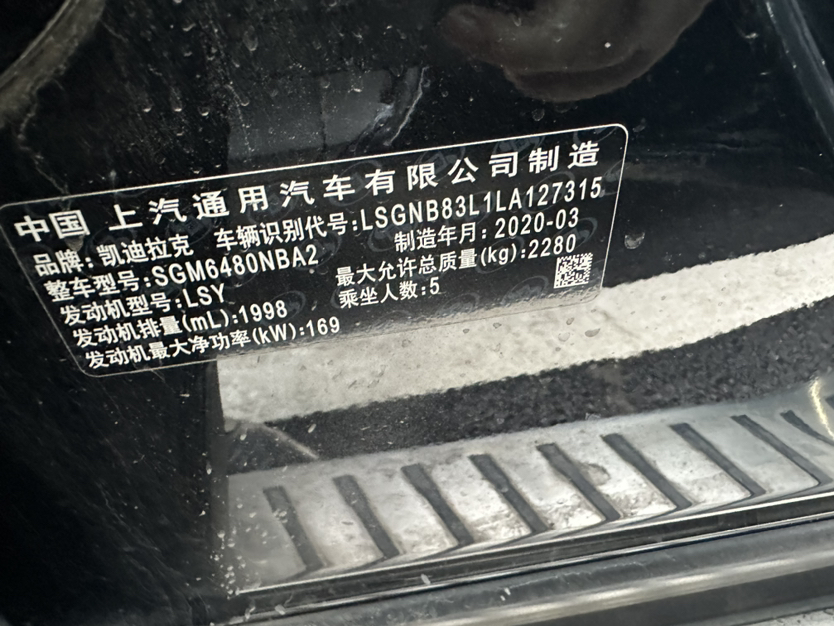 中国 上汽通用汽车有限公司制造
品牌:凯迪拉克 车辆识别代号:LSGNB83L1LA127315
整车型号:SGM6480NBA2 制造年月:2020-03
发动机型号:LSY 最大允许总质量(kg):2280
发动机排量(mL):1998 乘坐人数:5
发动机最大净功率(kW):169